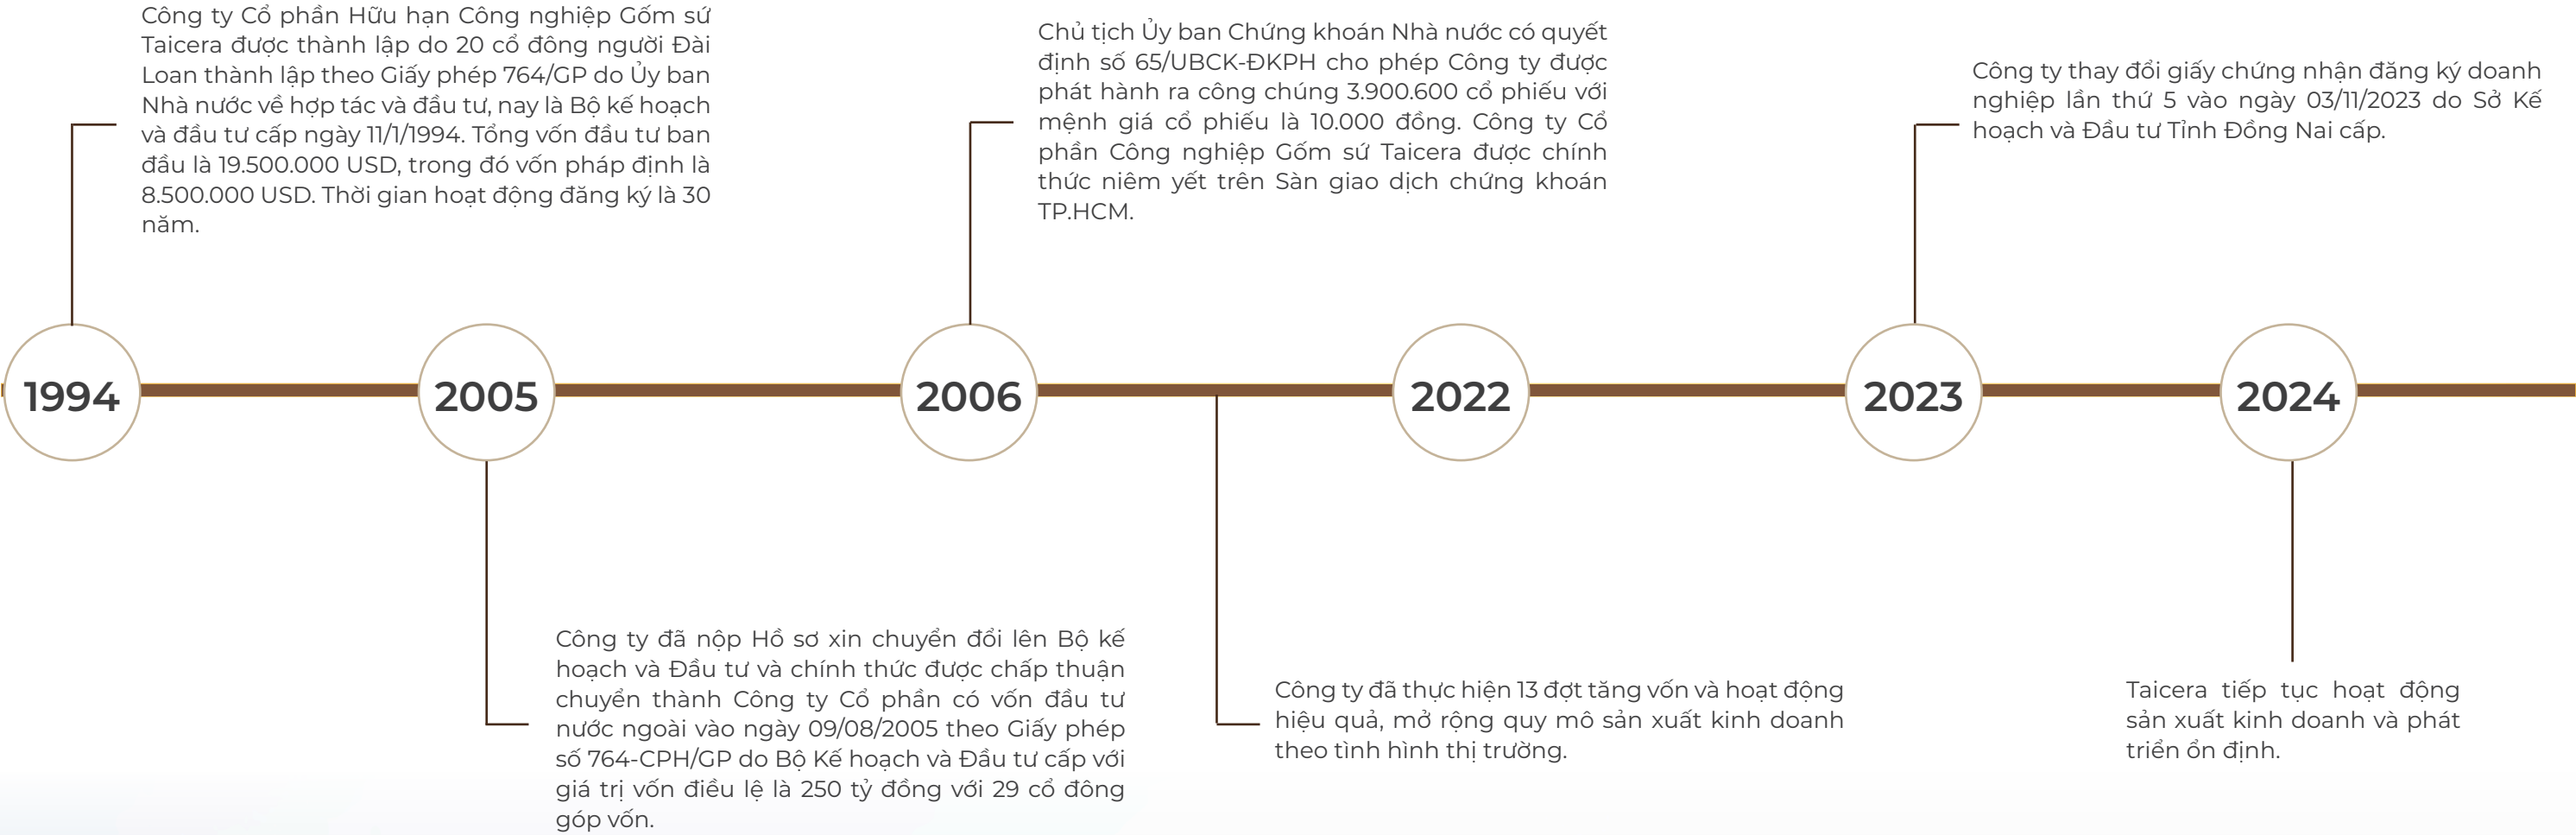 Công ty Cổ phần Hữu hạn Công nghiệp Gốm sứ
Taicera được thành lập do 20 cổ đông người Đài
Loan thành lập theo Giấy phép 764/GP do Ủy ban
Nhà nước về hợp tác và đầu tư, nay là Bộ kế hoạch
và đầu tư cấp ngày 11/1/1994. Tổng vốn đầu tư ban
đầu là 19.500.000 USD, trong đó vốn pháp định là
8.500.000 USD. Thời gian hoạt động đăng ký là 30
năm.
Chủ tịch Ủy ban Chứng khoán Nhà nước có quyết
định số 65/UBCK-ĐKPH cho phép Công ty được
phát hành ra công chúng 3.900.600 cổ phiếu với
mệnh giá cổ phiếu là 10.000 đồng. Công ty Cổ
phần Công nghiệp Gốm sứ Taicera được chính
thức niêm yết trên Sàn giao dịch chứng khoán
TP.HCM.
Công ty thay đổi giấy chứng nhận đăng ký doanh
nghiệp lần thứ 5 vào ngày 03/11/2023 do Sở Kế
hoạch và Đầu tư Tỉnh Đồng Nai cấp.
1994
2005
2006
2022
2023
2024
Công ty đã nộp Hồ sơ xin chuyển đổi lên Bộ kế
hoạch và Đầu tư và chính thức được chấp thuận
chuyển thành Công ty Cổ phần có vốn đầu tư
nước ngoài vào ngày 09/08/2005 theo Giấy phép
số 764-CPH/GP do Bộ Kế hoạch và Đầu tư cấp với
giá trị vốn điều lệ là 250 tỷ đồng với 29 cổ đông
góp vốn.
Công ty đã thực hiện 13 đợt tăng vốn và hoạt động
hiệu quả, mở rộng quy mô sản xuất kinh doanh
theo tình hình thị trường.
Taicera tiếp tục hoạt động
sản xuất kinh doanh và phát
triển ổn định.